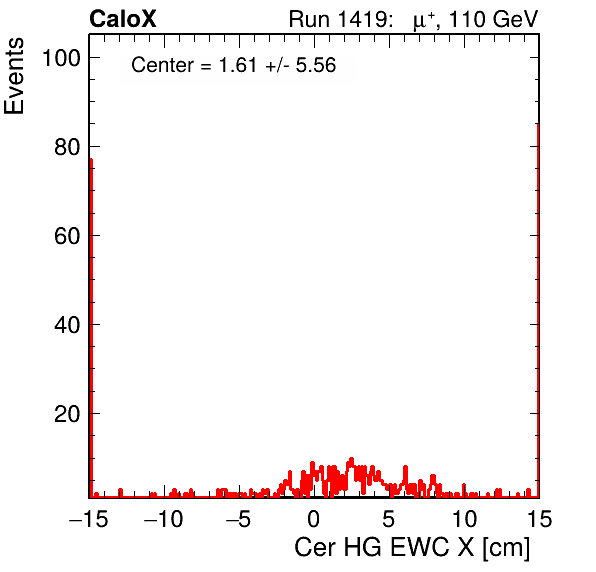 CaloX Run 1419: μ⁺, 110 GeV
Events
Center = 1.61 +/- 5.56
100
80
60
40
20
−15 −10 −5 0 5 10 15
Cer HG EWC X [cm]